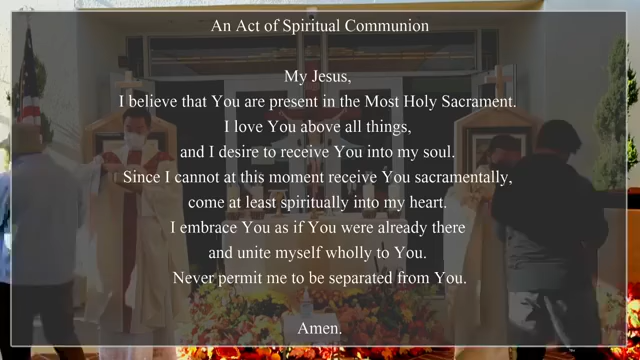 An Act of Spiritual Communion
My Jesus,
I believe that You are present in the Most Holy Sacrament.
I love You above all things,
and I desire to receive You into my soul.
Since I cannot at this moment receive You sacramentally,
come at least spiritually into my heart.
I embrace You as if You were already there
and unite myself wholly to You.
Never permit me to be separated from You.
Amen.